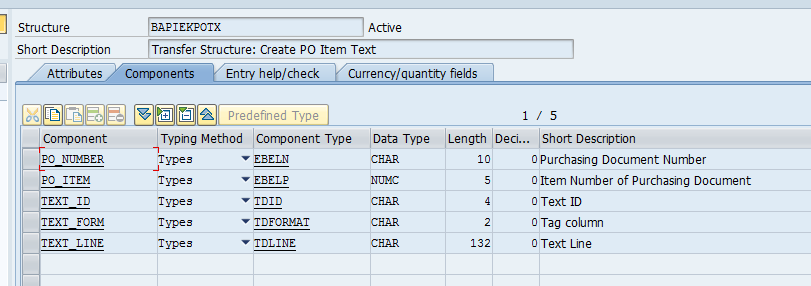 Structure BAPIEKPOTX Active
Short Description Transfer Structure: Create PO Item Text
Attributes Components Entry help/check Currency/quantity fields
Predefined Type 1 / 5
Component Typing Method Component Type Data Type Length Deci... Short Description
PO_NUMBER Types EBELN CHAR 10 0 Purchasing Document Number
PO_ITEM Types EBELP NUMC 5 0 Item Number of Purchasing Document
TEXT_ID Types TDID CHAR 4 0 Text ID
TEXT_FORM Types TDFORMAT CHAR 2 0 Tag column
TEXT_LINE Types TDLINE CHAR 132 0 Text Line